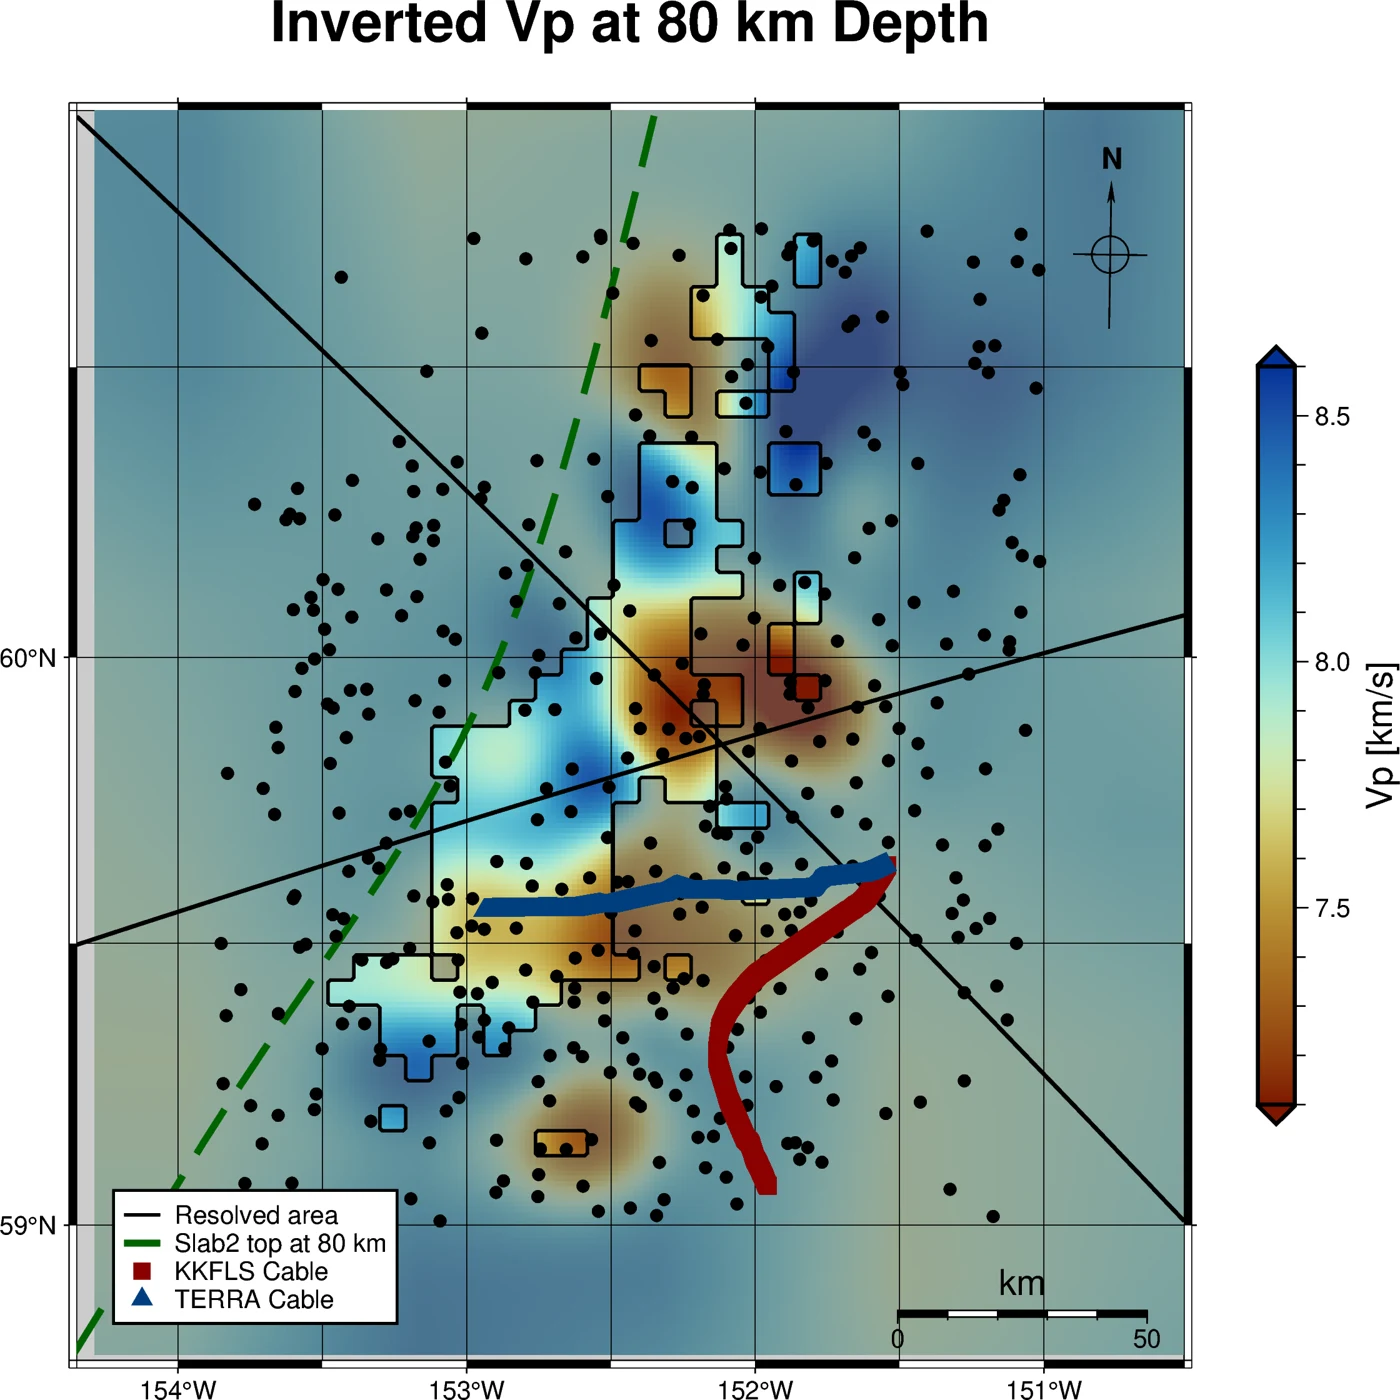 Inverted Vp at 80 km Depth
N
8.5
8.0
7.5
Vp [km/s]
60°N
59°N
Resolved area
Slab2 top at 80 km
KKFLS Cable
TERRA Cable
km
0 50
154°W 153°W 152°W 151°W